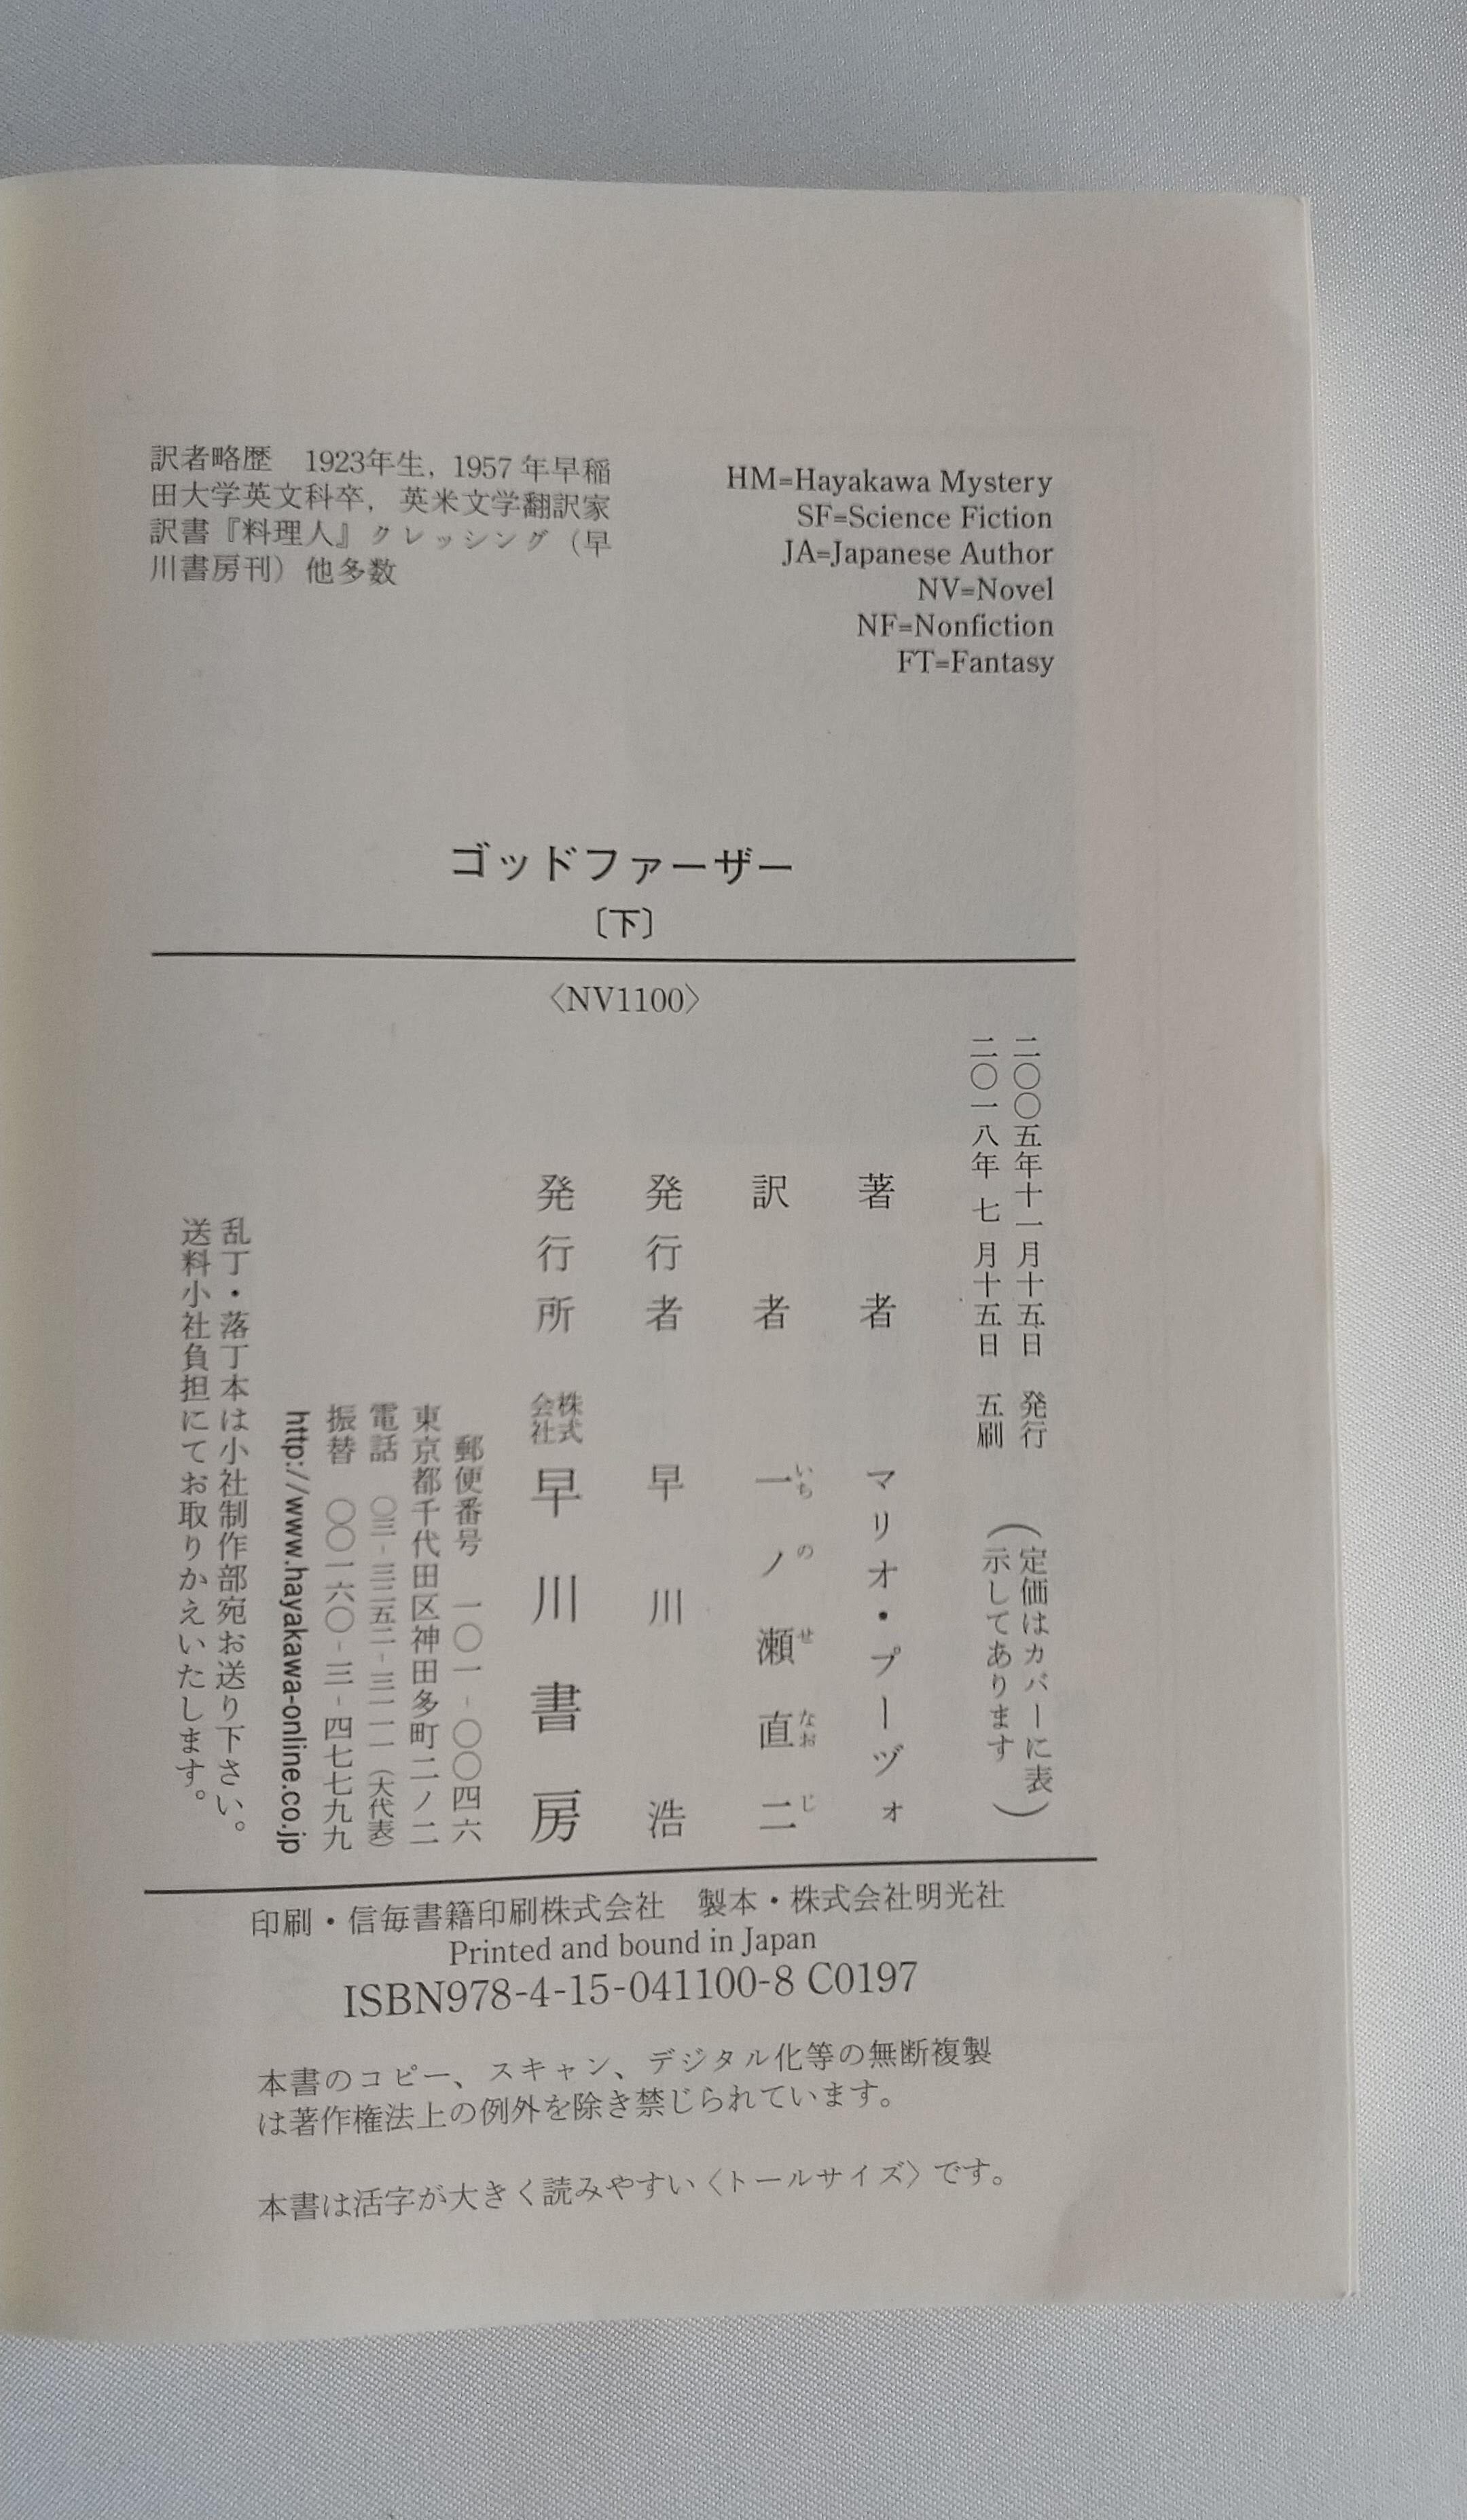 訳者略歴　1923年生，1957年早稲
田大学英文科卒，英米文学翻訳家
訳書『料理人』クレッシング（早
川書房刊）他多数
HM=Hayakawa Mystery
SF=Science Fiction
JA=Japanese Author
NV=Novel
NF=Nonfiction
FT=Fantasy
ゴッドファーザー
〔下〕
〈NV1100〉
二〇〇五年十一月十五日　発行
二〇一八年 七 月十五日　五刷
（定価はカバーに表
示してあります）
著者　マリオ・プーヅォ
訳者　一ノ瀬直二
いちのせなおじ
発行者　早川　浩
発行所　株式会社　早川書房
郵便番号　一〇一‐〇〇四六
東京都千代田区神田多町二ノ二
電話　〇三‐三二五二‐三一一一（大代表）
振替　〇〇一六〇‐三‐四七七九九
http://www.hayakawa-online.co.jp
乱丁・落丁本は小社制作部宛お送り下さい。
送料小社負担にてお取りかえいたします。
印刷・信毎書籍印刷株式会社　製本・株式会社明光社
Printed and bound in Japan
ISBN978-4-15-041100-8 C0197
本書のコピー、スキャン、デジタル化等の無断複製
は著作権法上の例外を除き禁じられています。
本書は活字が大きく読みやすい〈トールサイズ〉です。